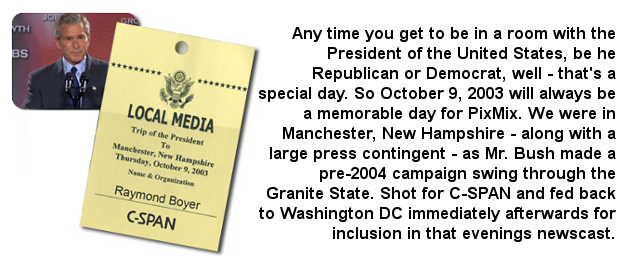 JOBS
GRO
WTH
BS
LOCAL MEDIA
Trip of the President
To
Manchester, New Hampshire
Thursday, October 9, 2003
Name & Organization
Raymond Boyer
C-SPAN
Any time you get to be in a room with the
President of the United States, be he
Republican or Democrat, well - that's a
special day. So October 9, 2003 will always be
a memorable day for PixMix. We were in
Manchester, New Hampshire - along with a
large press contingent - as Mr. Bush made a
pre-2004 campaign swing through the
Granite State. Shot for C-SPAN and fed back
to Washington DC immediately afterwards for
inclusion in that evenings newscast.